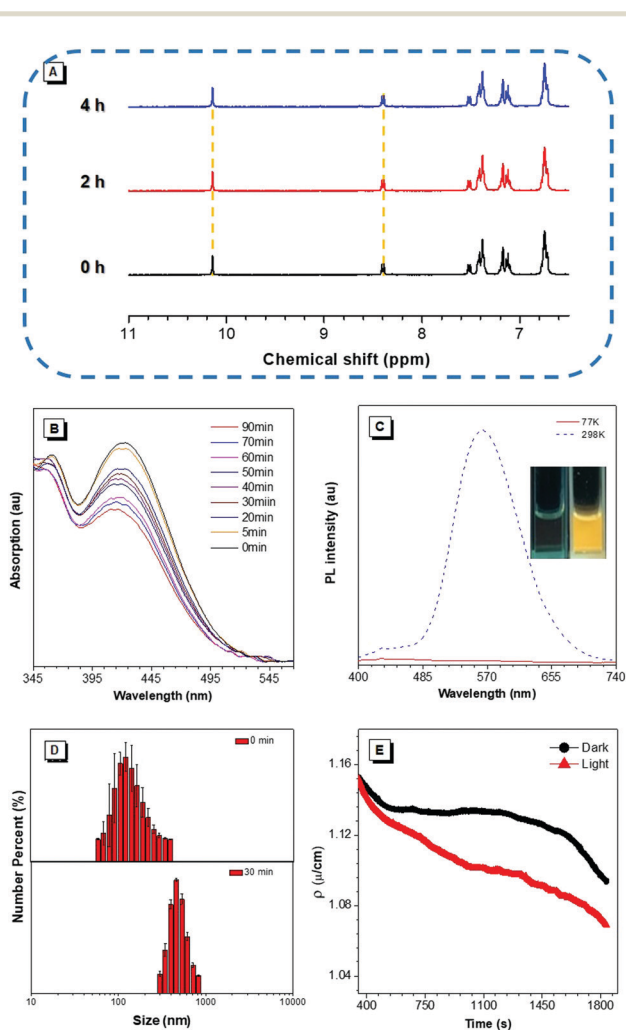 A
4 h
2 h
0 h
11 10 9 8 7
Chemical shift (ppm)
B
90min
70min
60min
50min
40min
30miin
20min
5min
0min
Absorption (au)
345 395 445 495 545
Wavelength (nm)
C
77K
298K
PL intensity (au)
400 485 570 655 740
Wavelength (nm)
D
0 min
30 min
Number Percent (%)
10 100 1000 10000
Size (nm)
E
Dark
Light
1.16
1.12
1.08
1.04
ρ (μ/cm)
400 750 1100 1450 1800
Time (s)